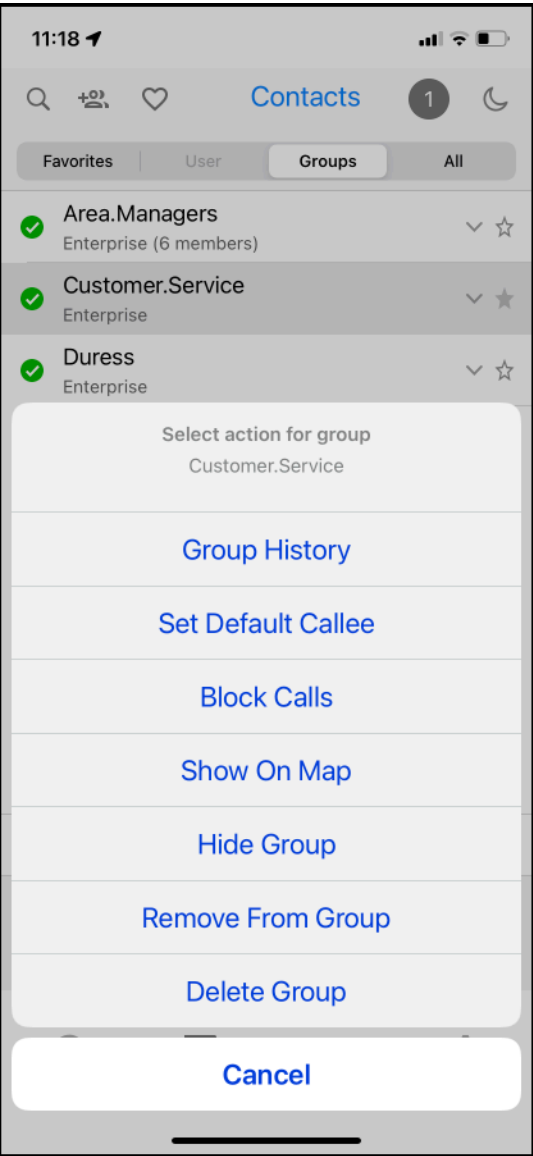 11:18
Contacts
1
Favorites User Groups All
Area.Managers
Enterprise (6 members)
Customer.Service
Enterprise
Duress
Enterprise
Select action for group
Customer.Service
Group History
Set Default Callee
Block Calls
Show On Map
Hide Group
Remove From Group
Delete Group
Cancel